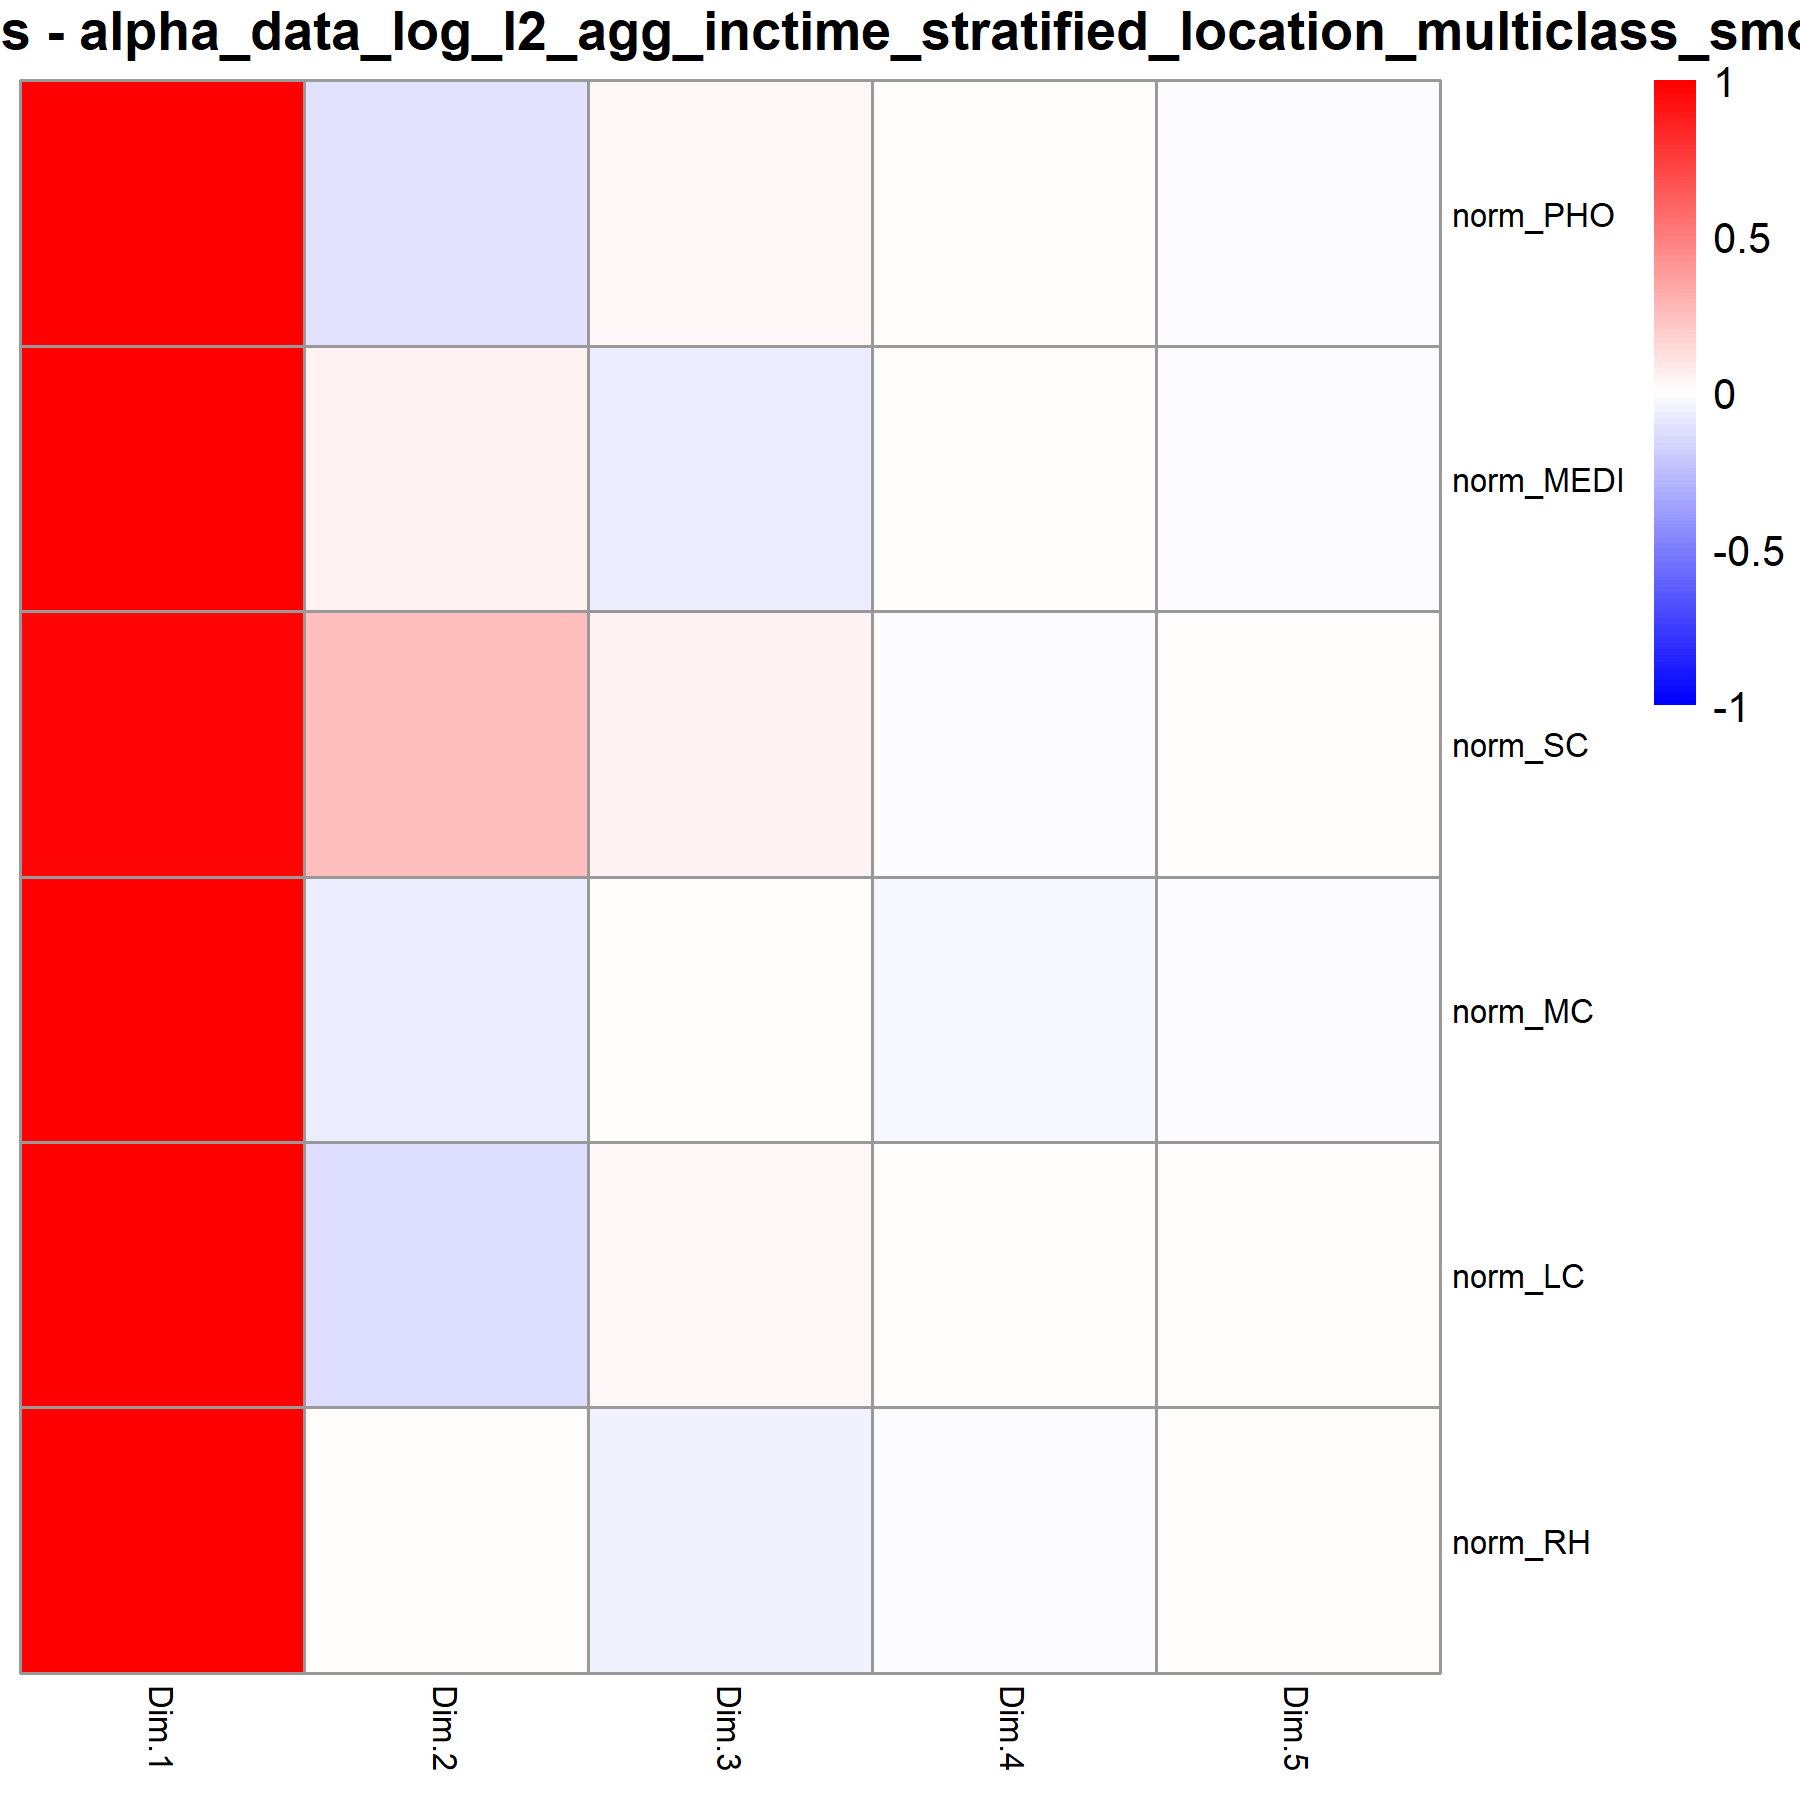 s - alpha_data_log_l2_agg_inctime_stratified_location_multiclass_smo
1
0.5
0
-0.5
-1
norm_PHO
norm_MEDI
norm_SC
norm_MC
norm_LC
norm_RH
Dim.1
Dim.2
Dim.3
Dim.4
Dim.5